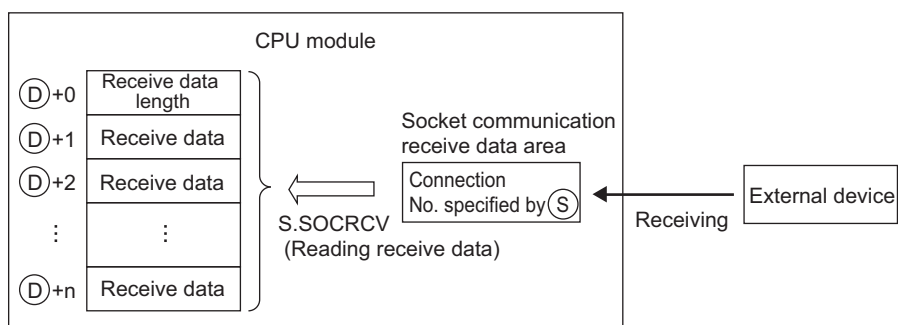 CPU module
D+0
Receive data
length
D+1
Receive data
D+2
Receive data
⋮
⋮
D+n
Receive data
S.SOCRCV
(Reading receive data)
Socket communication
receive data area
Connection
No. specified by S
Receiving
External device